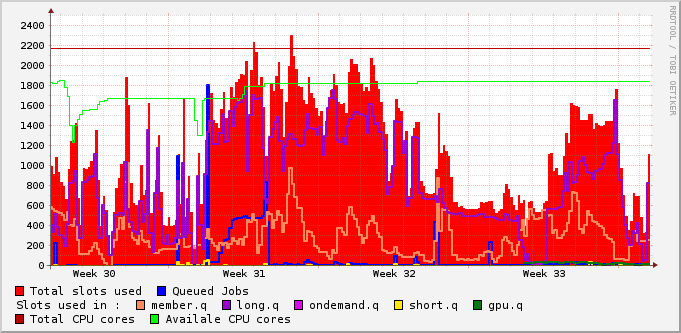 2400
2200
2000
1800
1600
1400
1200
1000
800
600
400
200
0
Week 30 Week 31 Week 32 Week 33
RRDTOOL / TOBI OETIKER
Total slots used Queued Jobs
Slots used in : member.q long.q ondemand.q short.q gpu.q
Total CPU cores Availale CPU cores